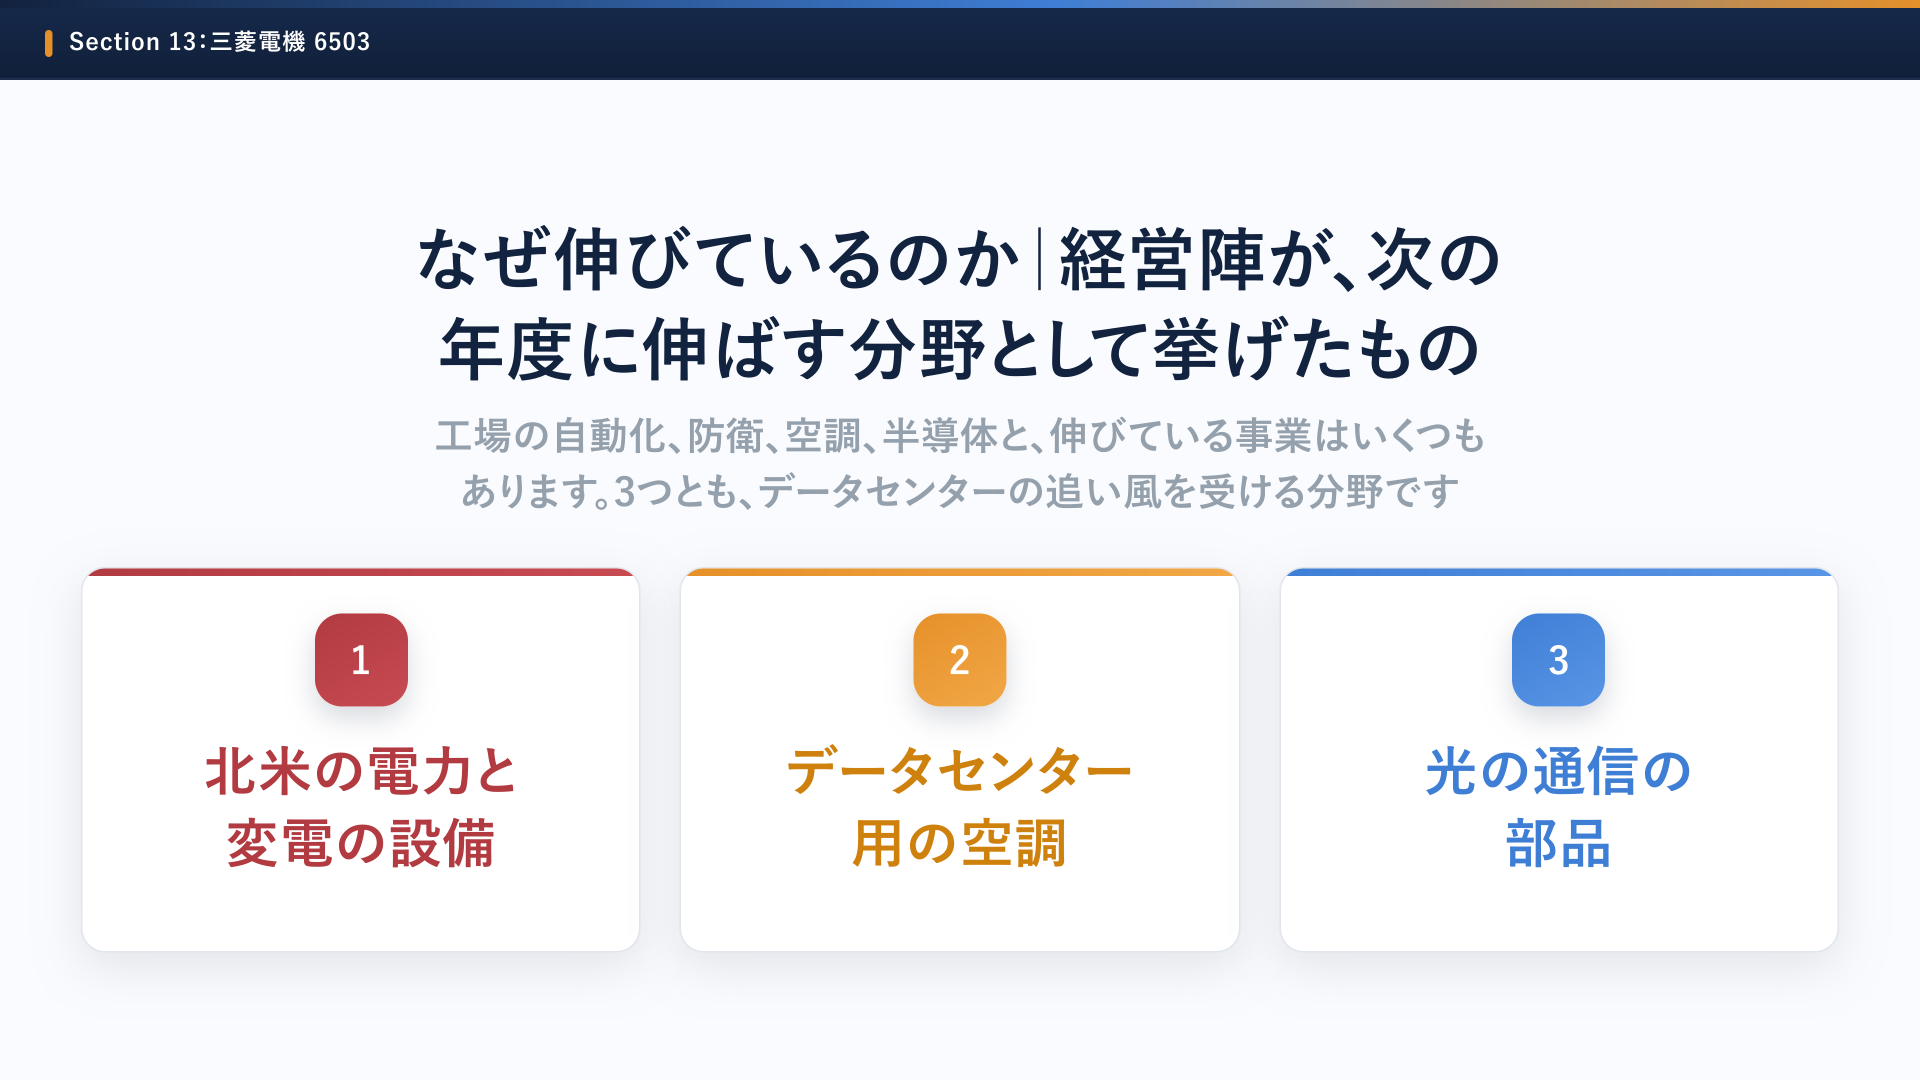 Section 13：三菱電機 6503
なぜ伸びているのか｜経営陣が、次の
年度に伸ばす分野として挙げたもの
工場の自動化、防衛、空調、半導体と、伸びている事業はいくつも
あります。3つとも、データセンターの追い風を受ける分野です
1
北米の電力と
変電の設備
2
データセンター
用の空調
3
光の通信の
部品